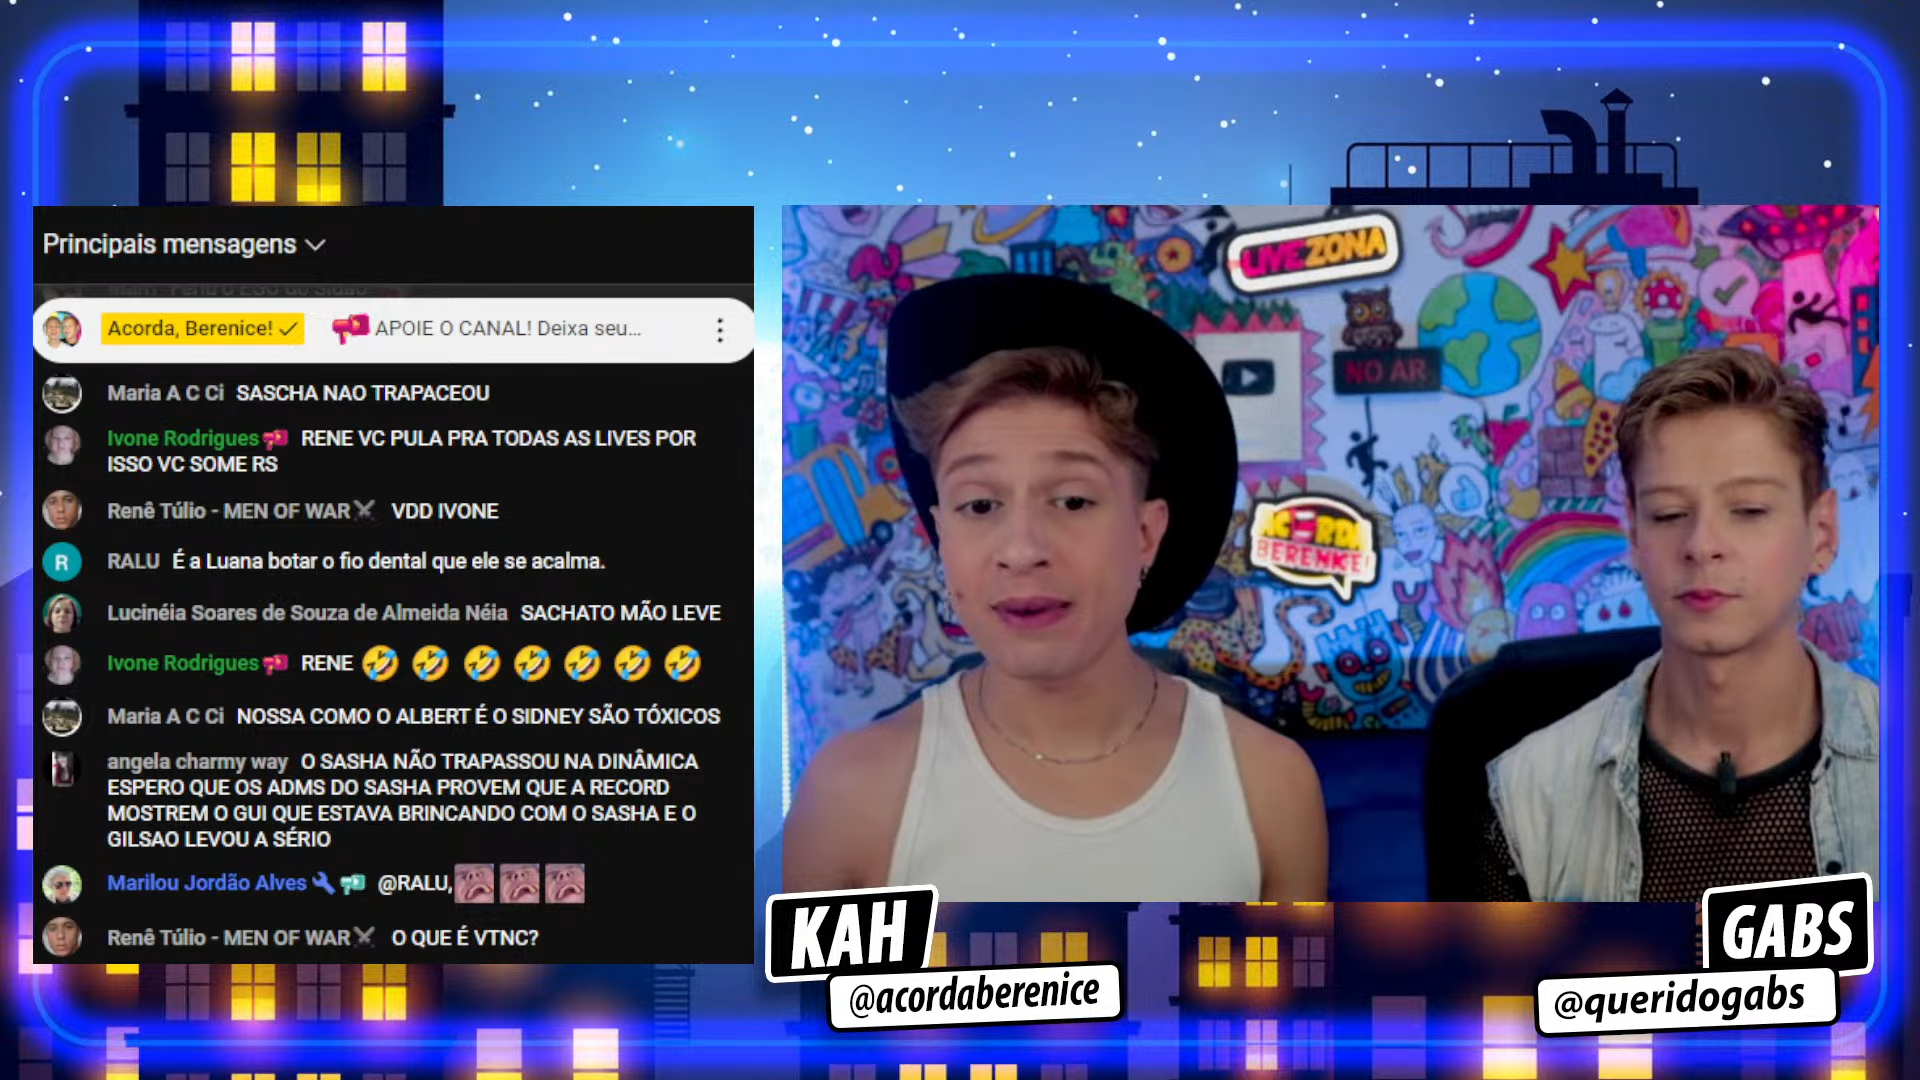 Principais mensagens
Acorda, Berenice! APOIE O CANAL! Deixa seu...
Maria A C Ci SASCHA NAO TRAPACEOU
Ivone Rodrigues RENE VC PULA PRA TODAS AS LIVES POR
ISSO VC SOME RS
Renê Túlio - MEN OF WAR VDD IVONE
R
RALU É a Luana botar o fio dental que ele se acalma.
Lucinéia Soares de Souza de Almeida Néia SACHATO MÃO LEVE
Ivone Rodrigues RENE 🤣 🤣 🤣 🤣 🤣 🤣 🤣
Maria A C Ci NOSSA COMO O ALBERT É O SIDNEY SÃO TÓXICOS
angela charmy way O SASHA NÃO TRAPASSOU NA DINÂMICA
ESPERO QUE OS ADMS DO SASHA PROVEM QUE A RECORD
MOSTREM O GUI QUE ESTAVA BRINCANDO COM O SASHA E O
GILSAO LEVOU A SÉRIO
Marilou Jordão Alves @RALU,
Renê Túlio - MEN OF WAR O QUE É VTNC?
LIVEZONA
NO AR
ACORDA
BERENICE!
KAH
@acordaberenice
GABS
@queridogabs